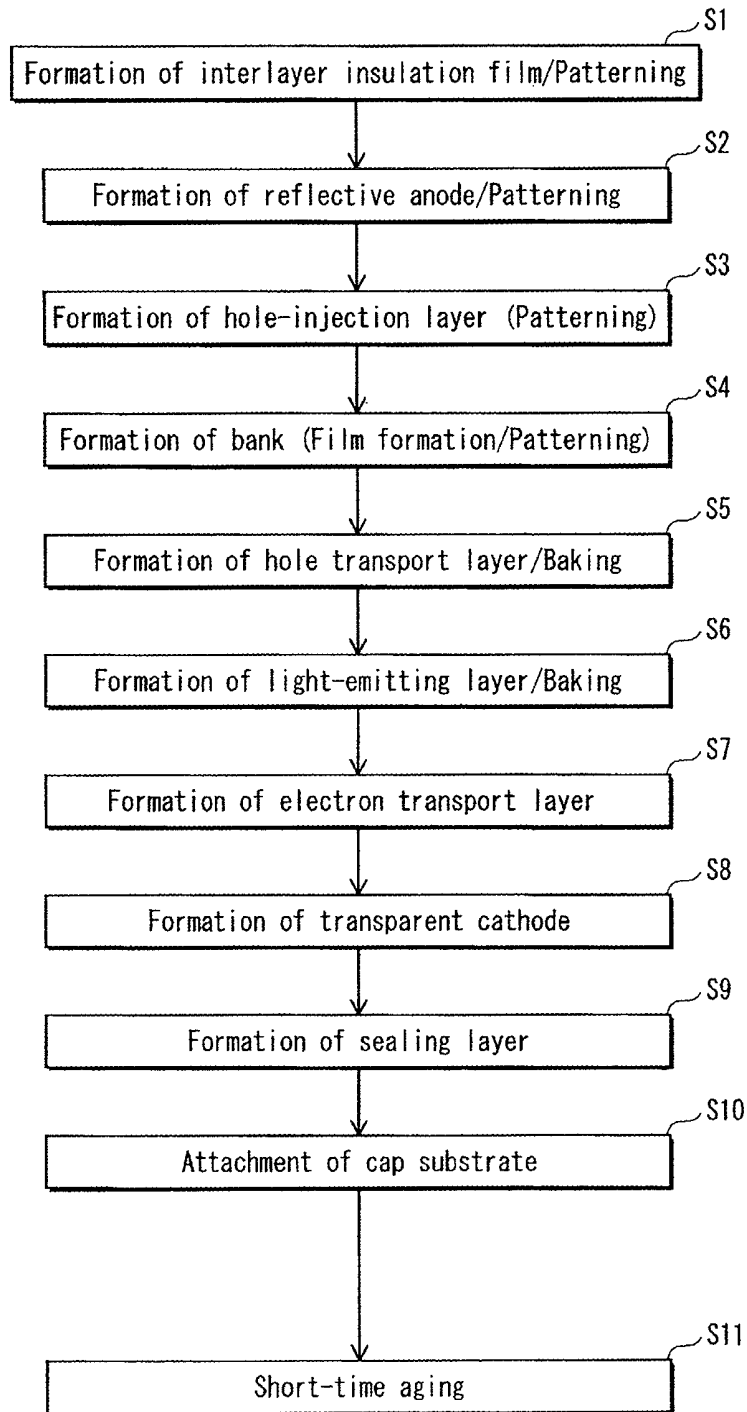 S1
Formation of interlayer insulation film/Patterning
S2
Formation of reflective anode/Patterning
S3
Formation of hole-injection layer (Patterning)
S4
Formation of bank (Film formation/Patterning)
S5
Formation of hole transport layer/Baking
S6
Formation of light-emitting layer/Baking
S7
Formation of electron transport layer
S8
Formation of transparent cathode
S9
Formation of sealing layer
S10
Attachment of cap substrate
S11
Short-time aging